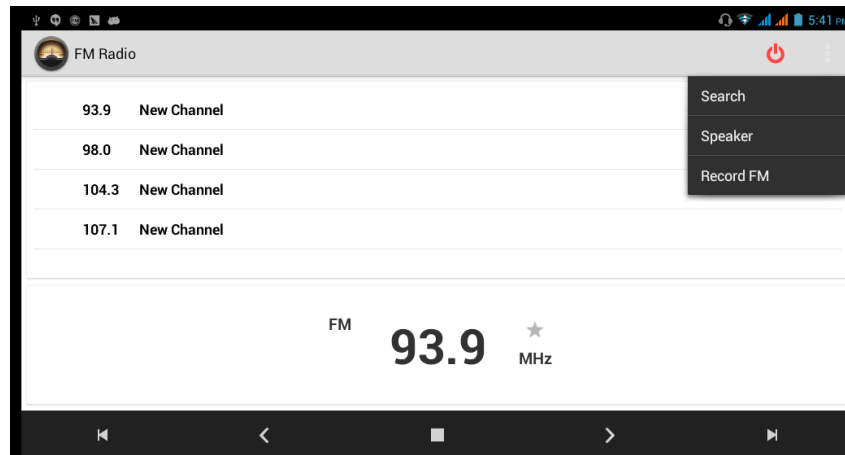 5:41 PM
FM Radio
Search
Speaker
Record FM
93.9 New Channel
98.0 New Channel
104.3 New Channel
107.1 New Channel
FM
93.9
MHz